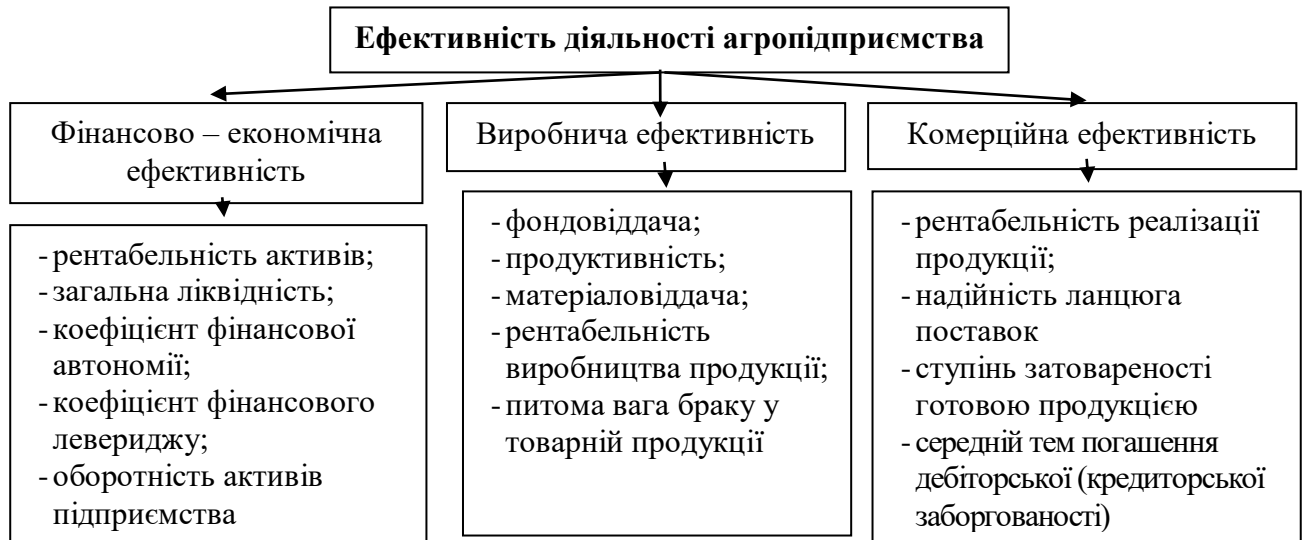 Ефективність діяльності агропідприємства
Фінансово – економічна
ефективність
Виробнича ефективність
Комерційна ефективність
- рентабельність активів;
- загальна ліквідність;
- коефіцієнт фінансової
автономії;
- коефіцієнт фінансового
левериджу;
- оборотність активів
підприємства
- фондовіддача;
- продуктивність;
- матеріаловіддача;
- рентабельність
виробництва продукції;
- питома вага браку у
товарній продукції
- рентабельність реалізації
продукції;
- надійність ланцюга
поставок
- ступінь затовареності
готовою продукцією
- середній тем погашення
дебіторської (кредиторської
заборгованості)